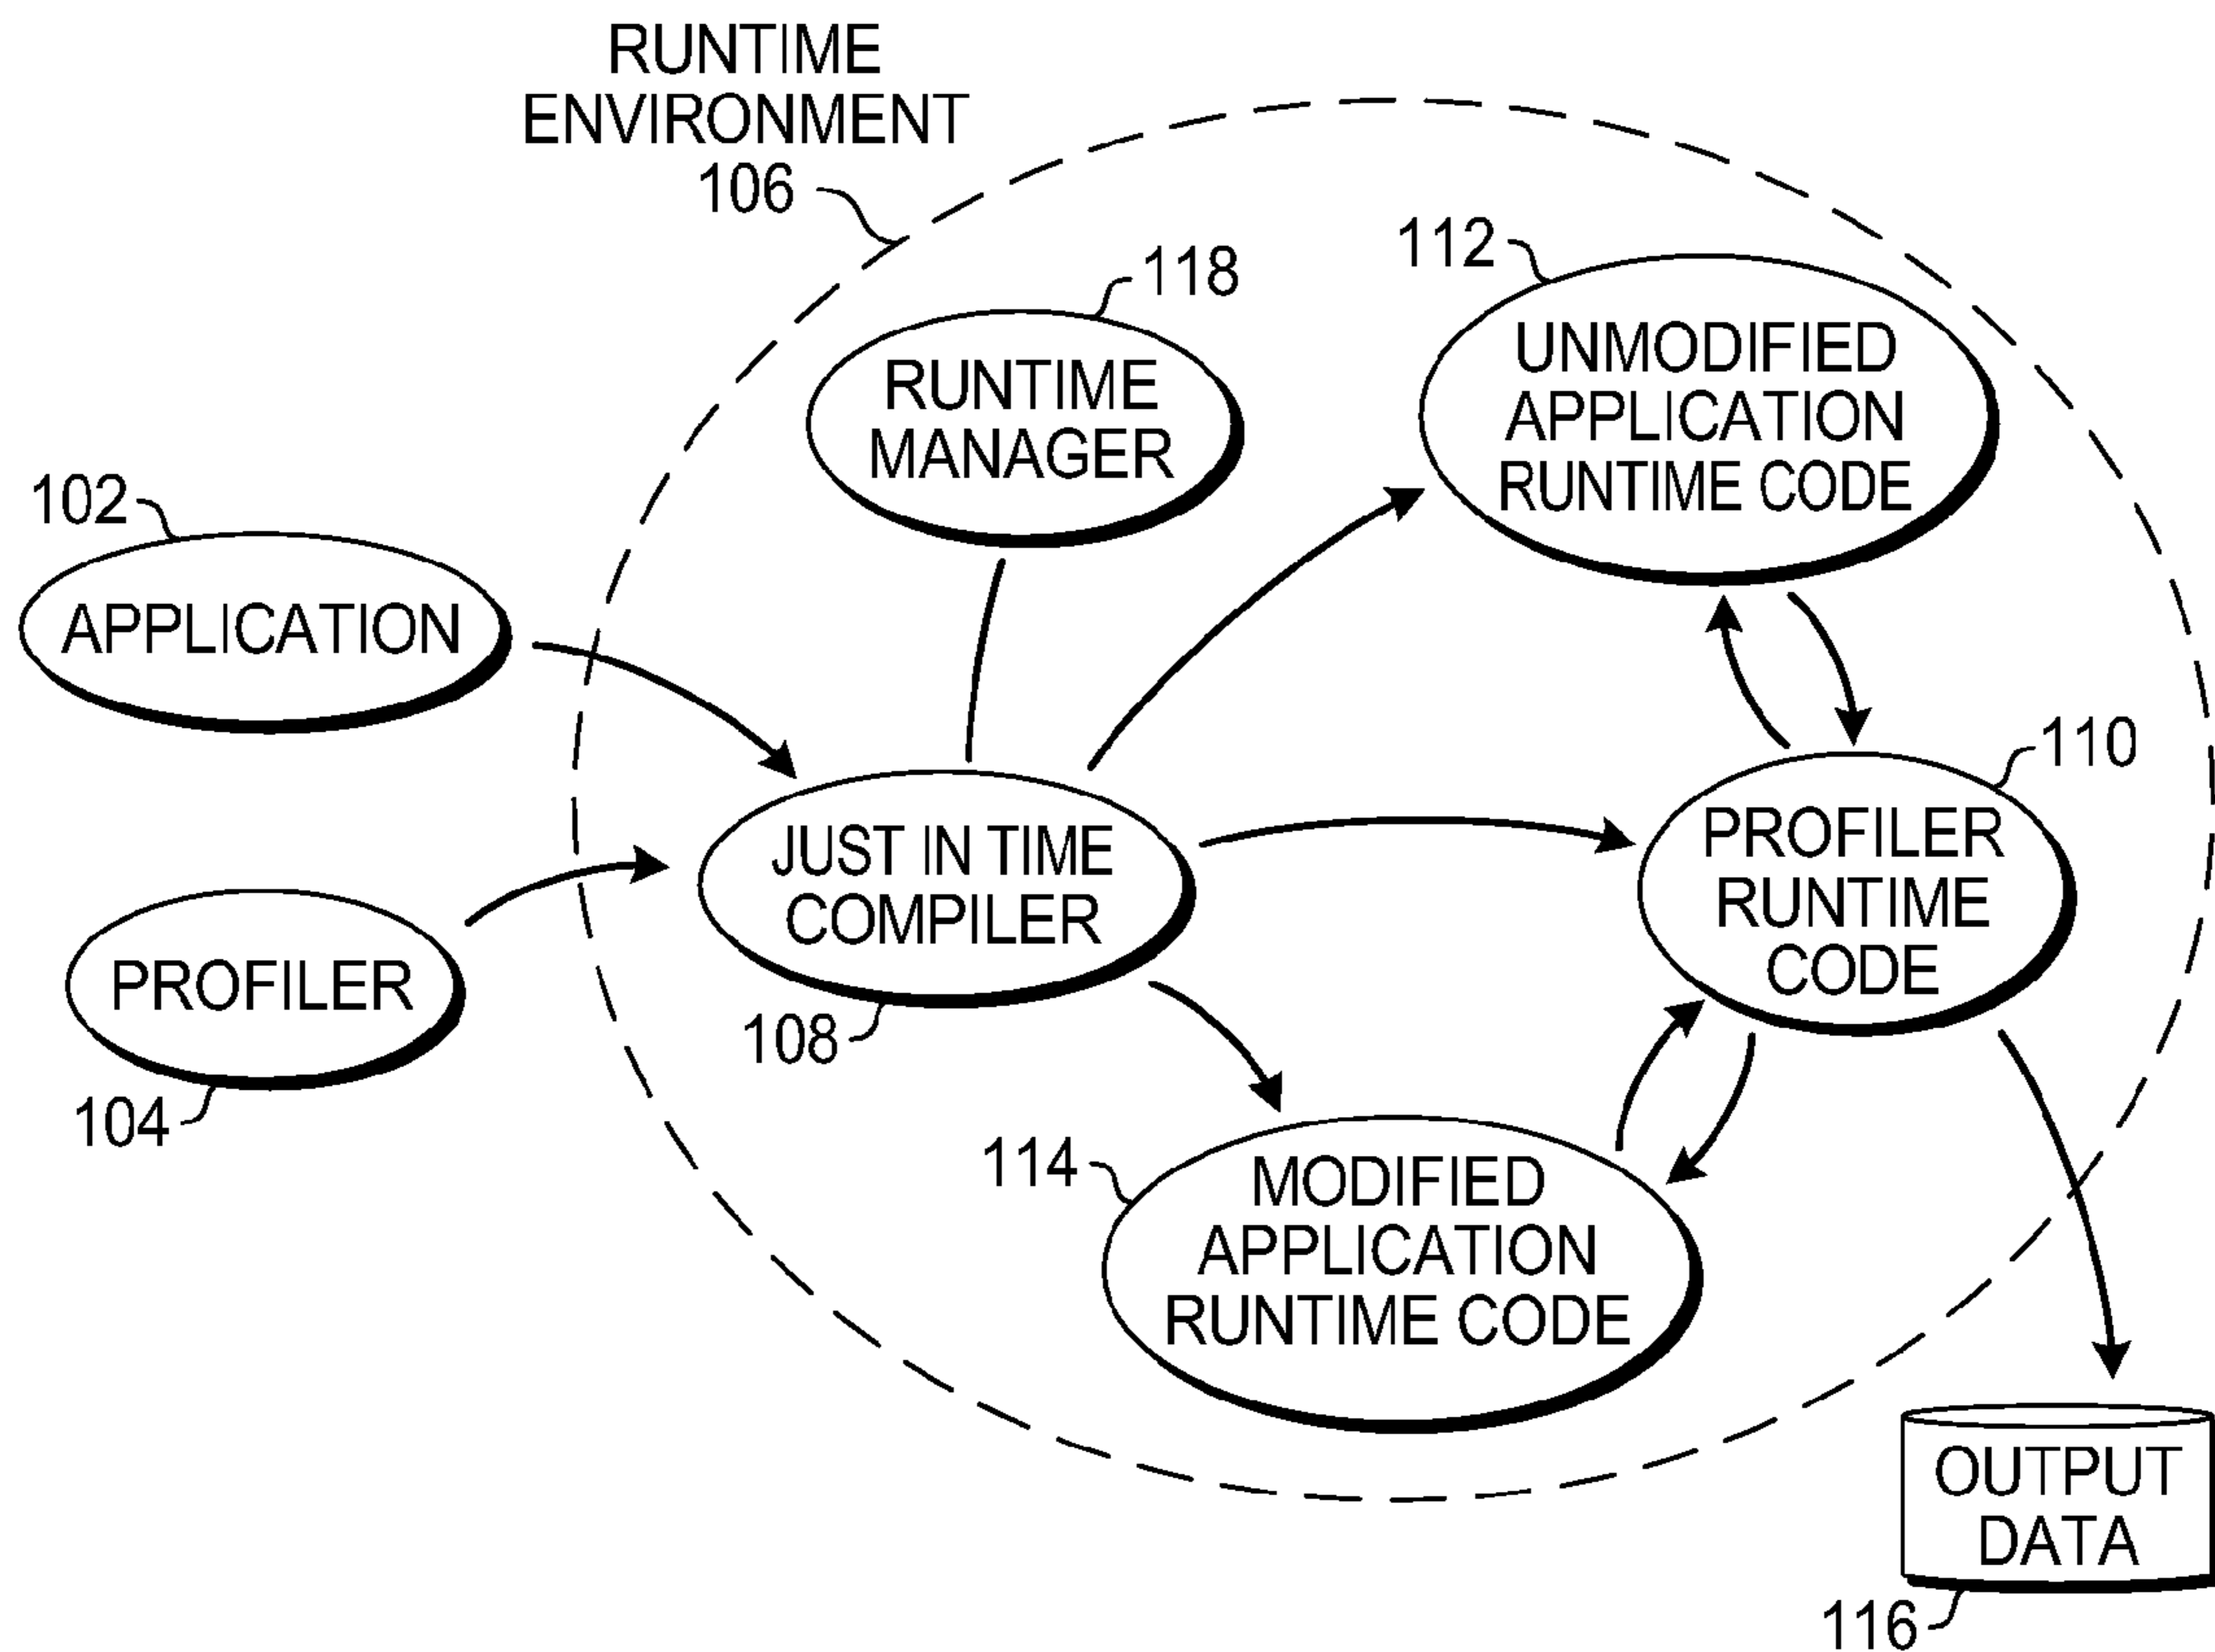 RUNTIME
ENVIRONMENT
106
118
112
RUNTIME
MANAGER
UNMODIFIED
APPLICATION
RUNTIME CODE
102
APPLICATION
110
JUST IN TIME
COMPILER
108
PROFILER
RUNTIME
CODE
PROFILER
104
114
MODIFIED
APPLICATION
RUNTIME CODE
OUTPUT
DATA
116